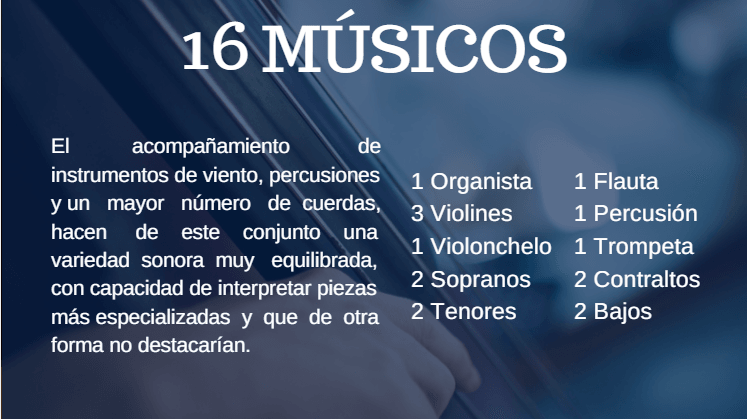 16 MÚSICOS
El acompañamiento de
instrumentos de viento, percusiones
y un mayor número de cuerdas,
hacen de este conjunto una
variedad sonora muy equilibrada,
con capacidad de interpretar piezas
más especializadas y que de otra
forma no destacarían.
1 Organista
3 Violines
1 Violonchelo
2 Sopranos
2 Tenores
1 Flauta
1 Percusión
1 Trompeta
2 Contraltos
2 Bajos